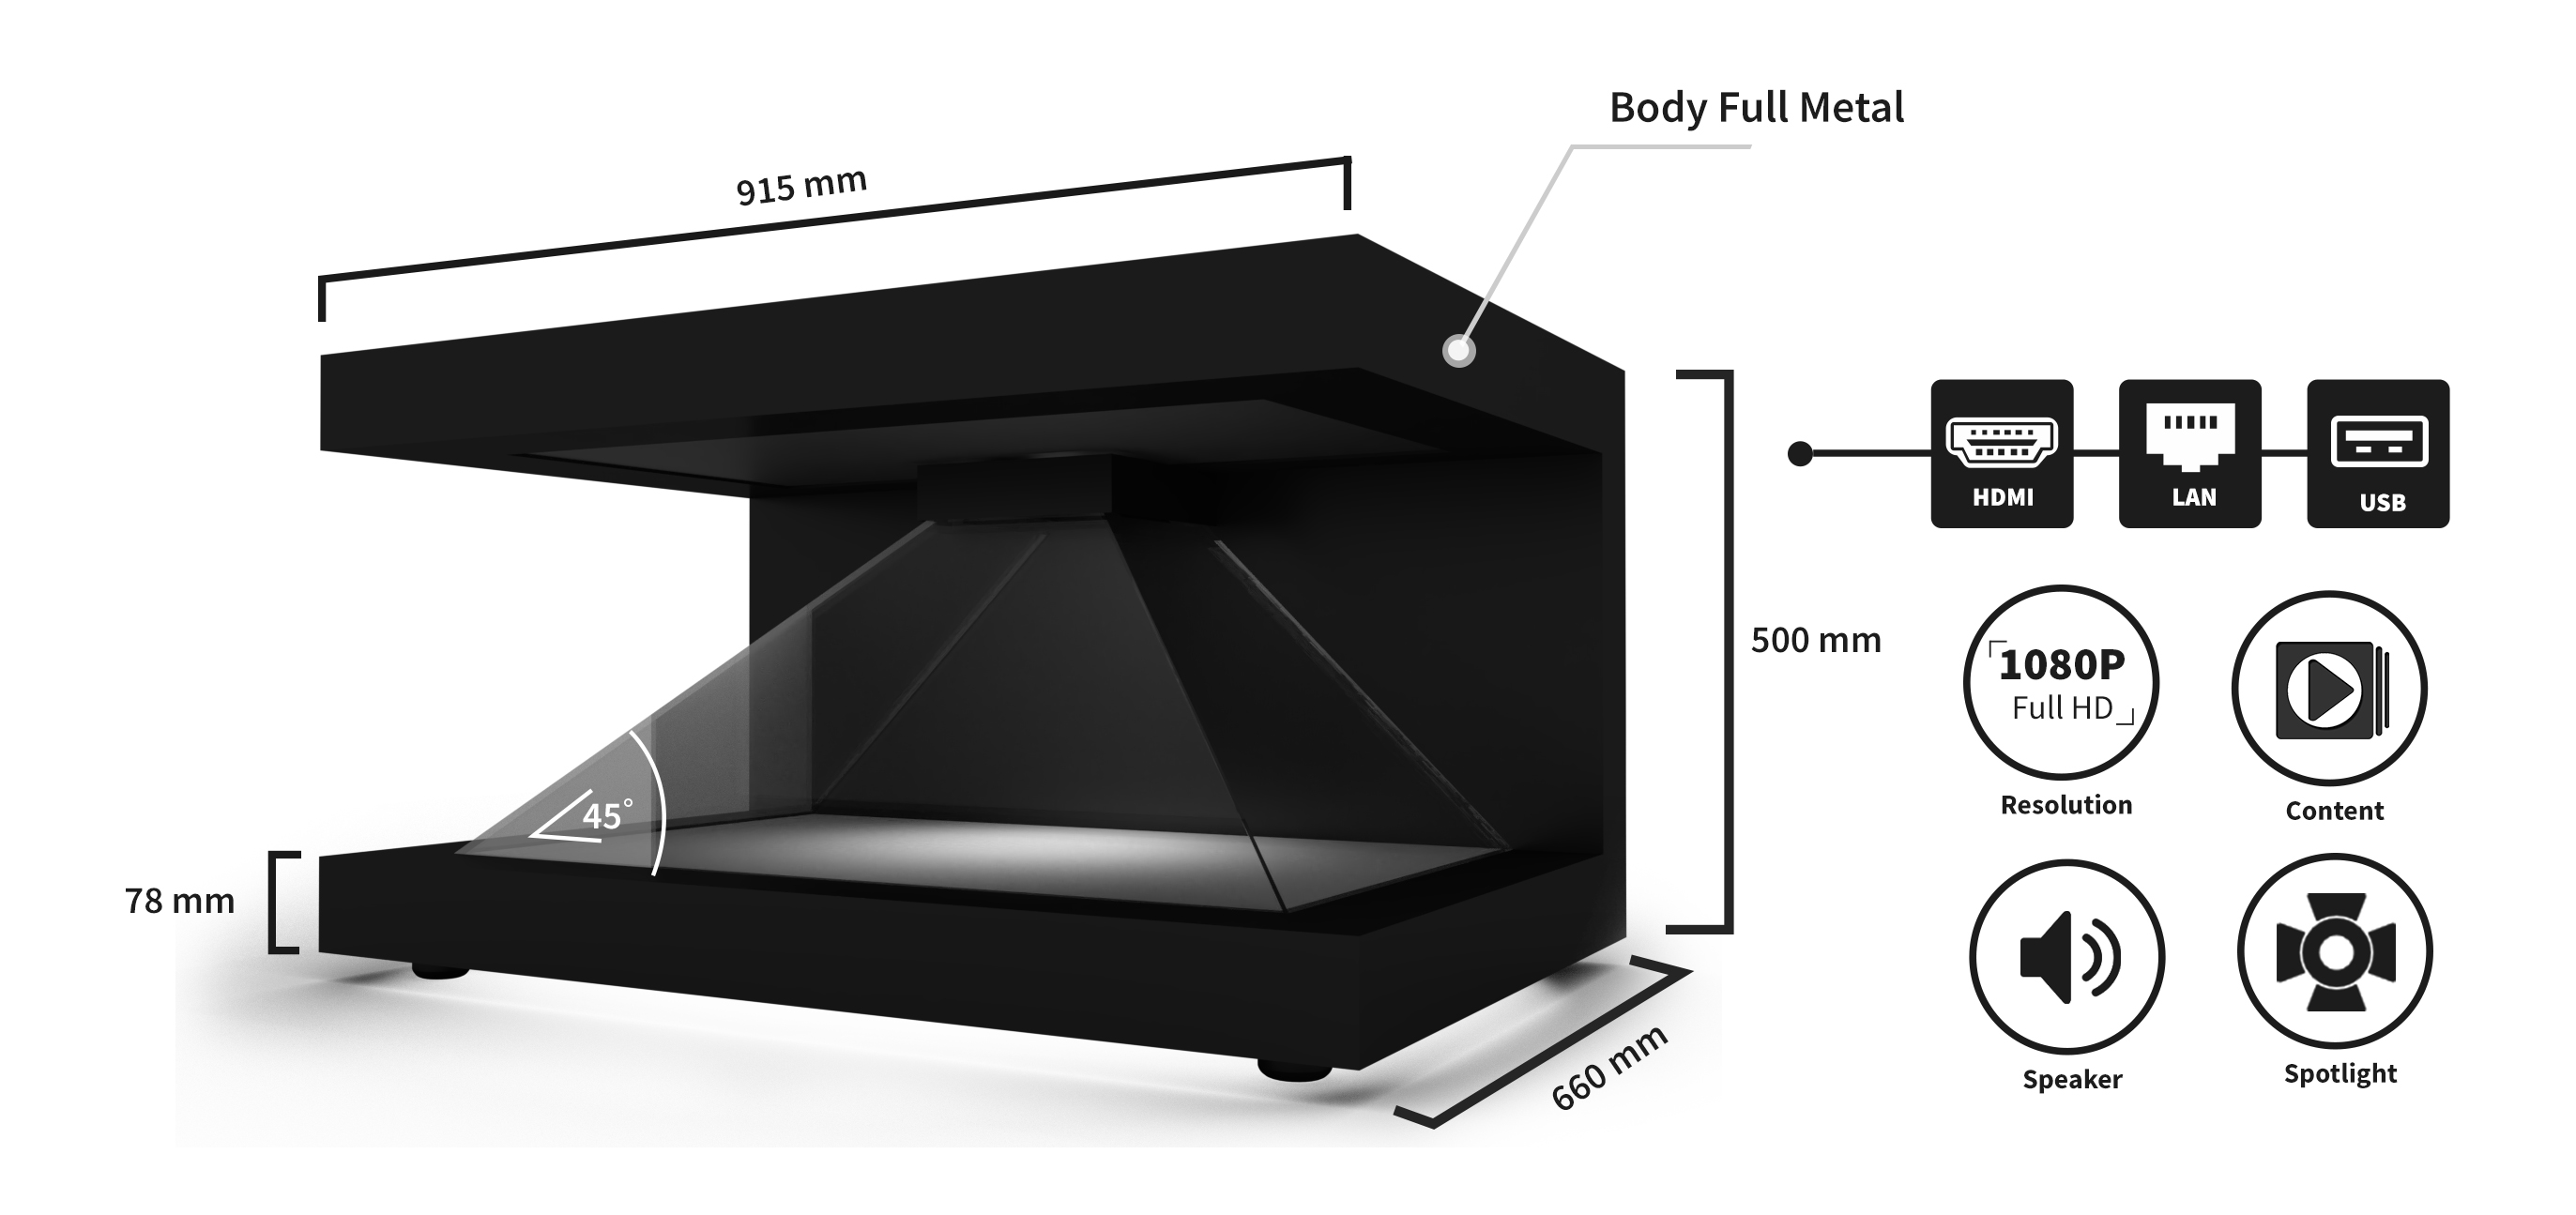 Body Full Metal
915 mm
HDMI
LAN
USB
500 mm
1080P
Full HD
Resolution
Content
45°
78 mm
660 mm
Speaker
Spotlight